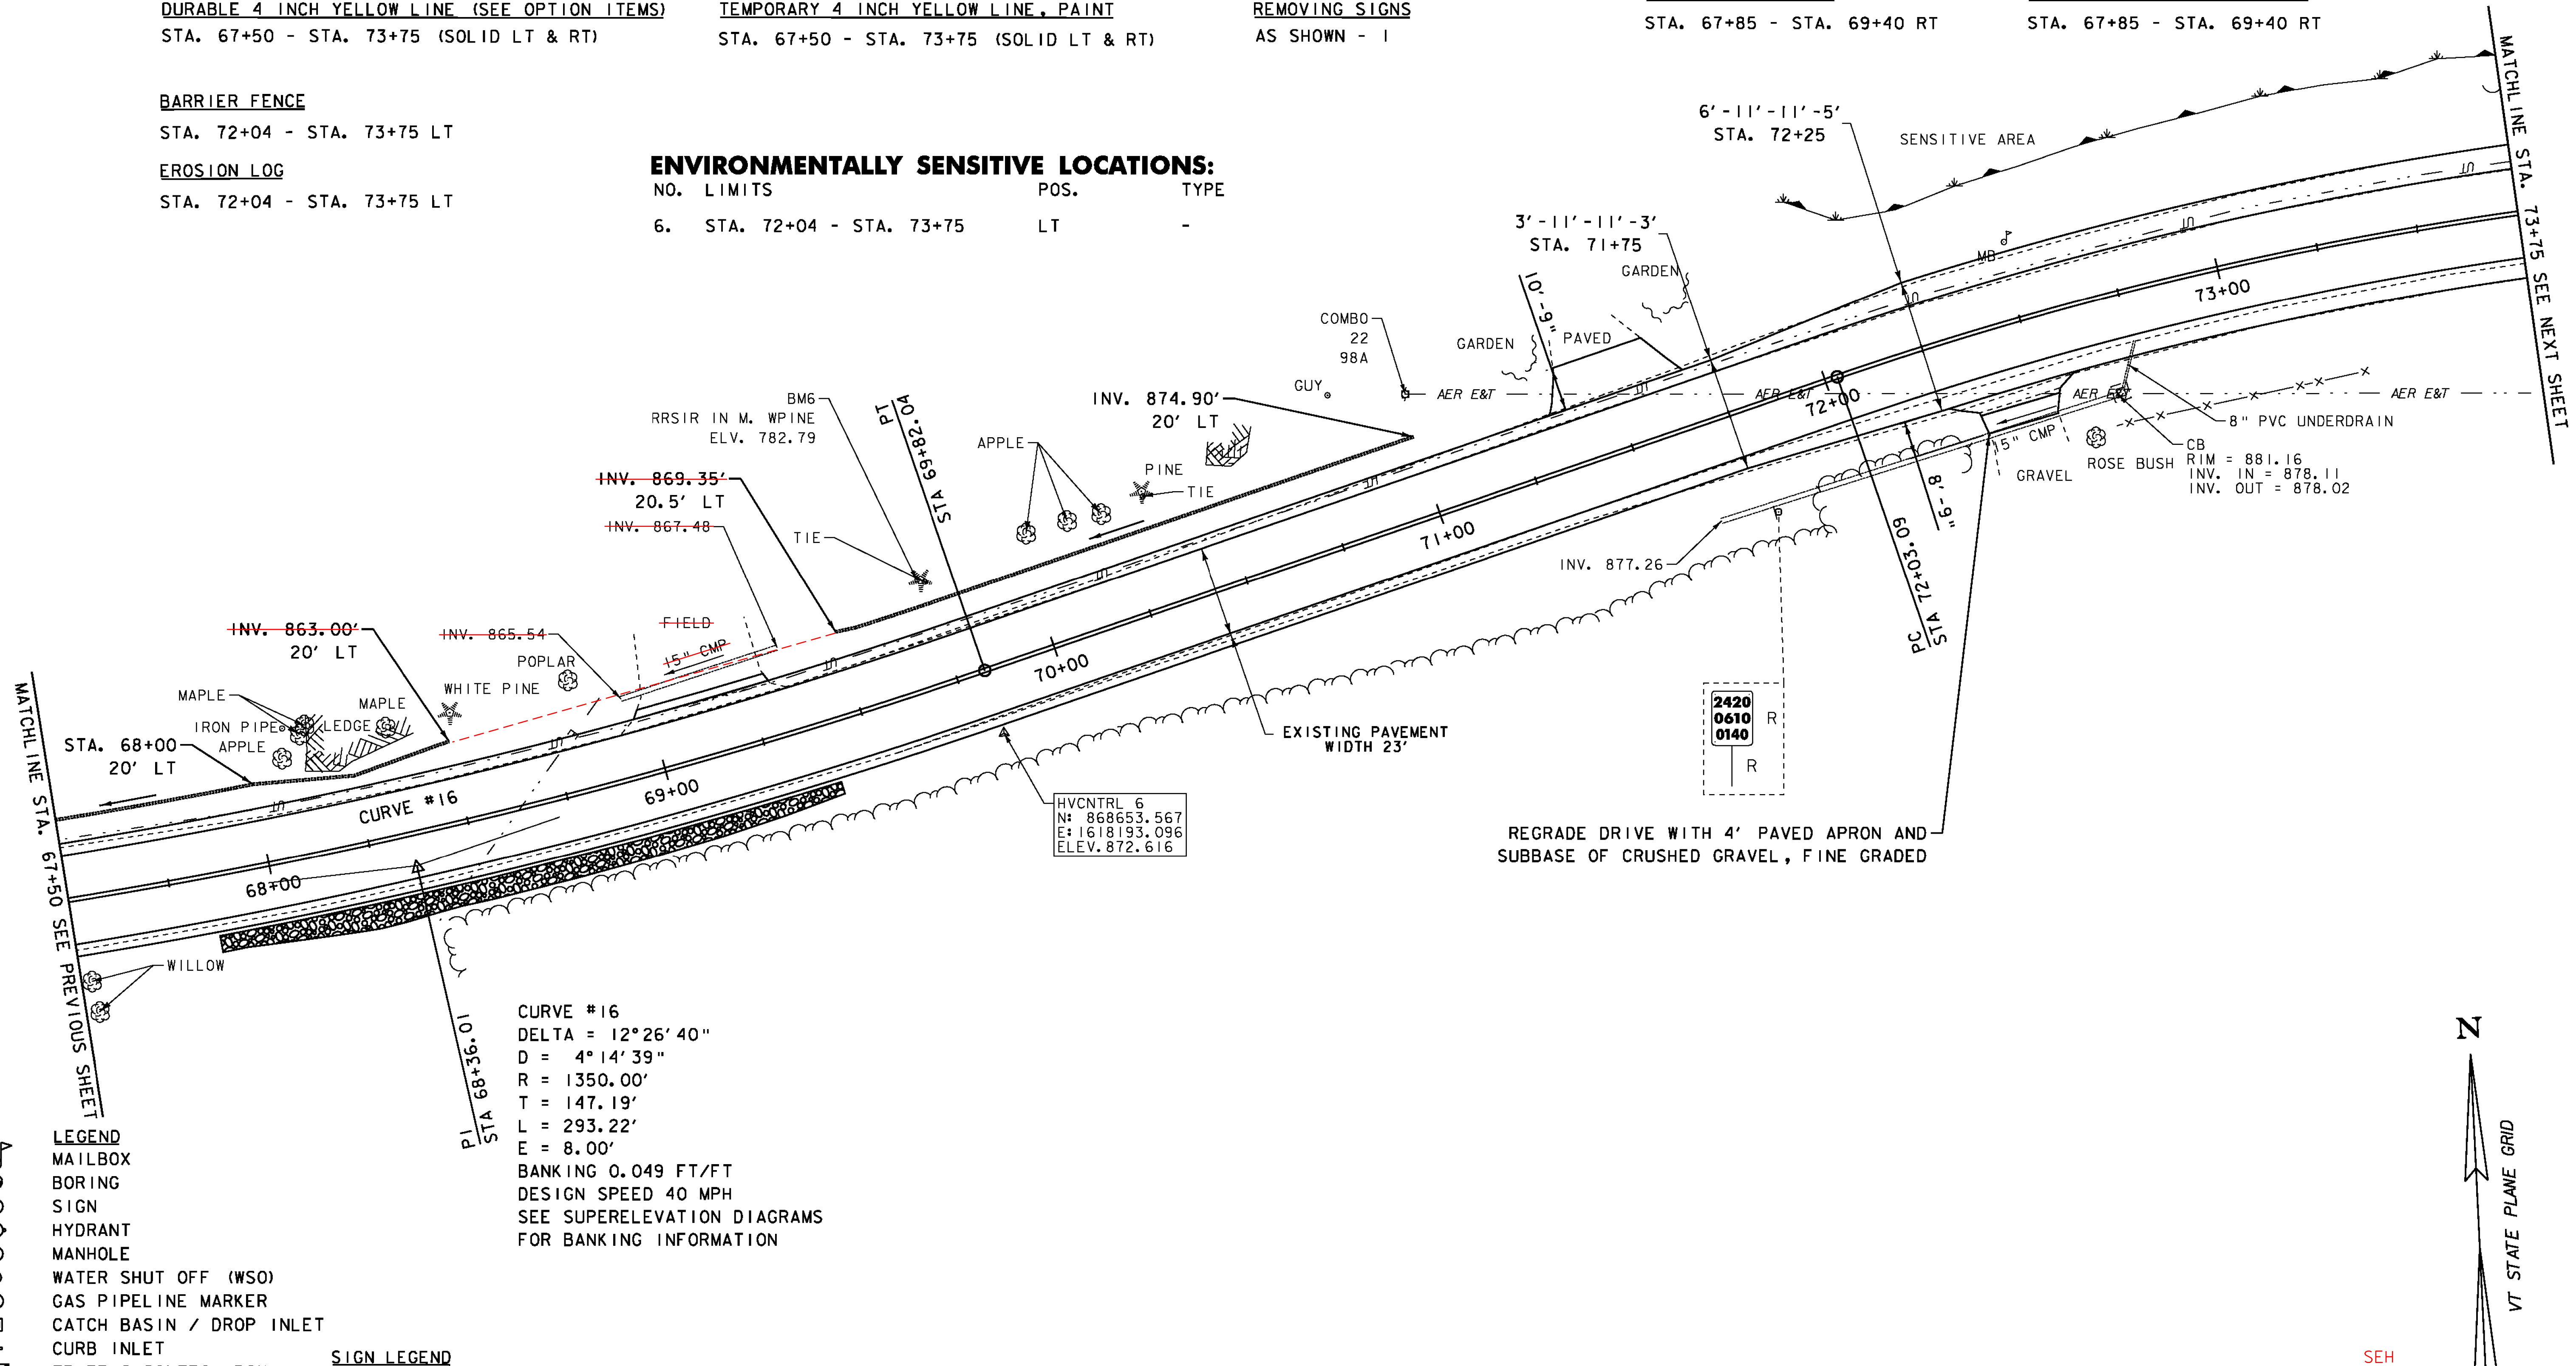 DURABLE 4 INCH YELLOW LINE (SEE OPTION ITEMS)
STA. 67+50 - STA. 73+75 (SOLID LT & RT)
TEMPORARY 4 INCH YELLOW LINE, PAINT
STA. 67+50 - STA. 73+75 (SOLID LT & RT)
REMOVING SIGNS
AS SHOWN - 1
STA. 67+85 - STA. 69+40 RT
STA. 67+85 - STA. 69+40 RT
BARRIER FENCE
STA. 72+04 - STA. 73+75 LT
EROSION LOG
STA. 72+04 - STA. 73+75 LT
ENVIRONMENTALLY SENSITIVE LOCATIONS:
NO. LIMITS POS. TYPE
6. STA. 72+04 - STA. 73+75 LT -
6'-11'-11'-5'
STA. 72+25
SENSITIVE AREA
MATCHLINE STA. 73+75 SEE NEXT SHEET
3'-11'-11'-3'
STA. 71+75
GARDEN
MB
73+00
10'-9"
COMBO
22
98A
GARDEN
PAVED
GUY
AER E&T
AER E&T
AER E&T
AER E&T
72+00
8" PVC UNDERDRAIN
CB
RIM = 881.16
INV. IN = 878.11
INV. OUT = 878.02
15" CMP
GRAVEL
ROSE BUSH
8'-9"
PC
STA 72+03.09
INV. 877.26
71+00
BM6
RRSIR IN M. WPINE
ELV. 782.79
PT
STA 69+82.04
INV. 874.90'
20' LT
APPLE
PINE
TIE
INV. 869.35'
20.5' LT
INV. 867.48
TIE
INV. 863.00'
20' LT
INV. 865.54
FIELD
15" CMP
POPLAR
WHITE PINE
MAPLE
MAPLE
IRON PIPE
LEDGE
APPLE
STA. 68+00
20' LT
70+00
69+00
68+00
CURVE #16
EXISTING PAVEMENT
WIDTH 23'
HVCNTRL 6
N: 868653.567
E: 1618193.096
ELEV. 872.616
2420
0610
0140
R
R
REGRADE DRIVE WITH 4' PAVED APRON AND
SUBBASE OF CRUSHED GRAVEL, FINE GRADED
MATCHLINE STA. 67+50 SEE PREVIOUS SHEET
WILLOW
PI
STA 68+36.01
CURVE #16
DELTA = 12°26'40"
D = 4°14'39"
R = 1350.00'
T = 147.19'
L = 293.22'
E = 8.00'
BANKING 0.049 FT/FT
DESIGN SPEED 40 MPH
SEE SUPERELEVATION DIAGRAMS
FOR BANKING INFORMATION
LEGEND
MAILBOX
BORING
SIGN
HYDRANT
MANHOLE
WATER SHUT OFF (WSO)
GAS PIPELINE MARKER
CATCH BASIN / DROP INLET
CURB INLET
SIGN LEGEND
N
VT STATE PLANE GRID
SEH